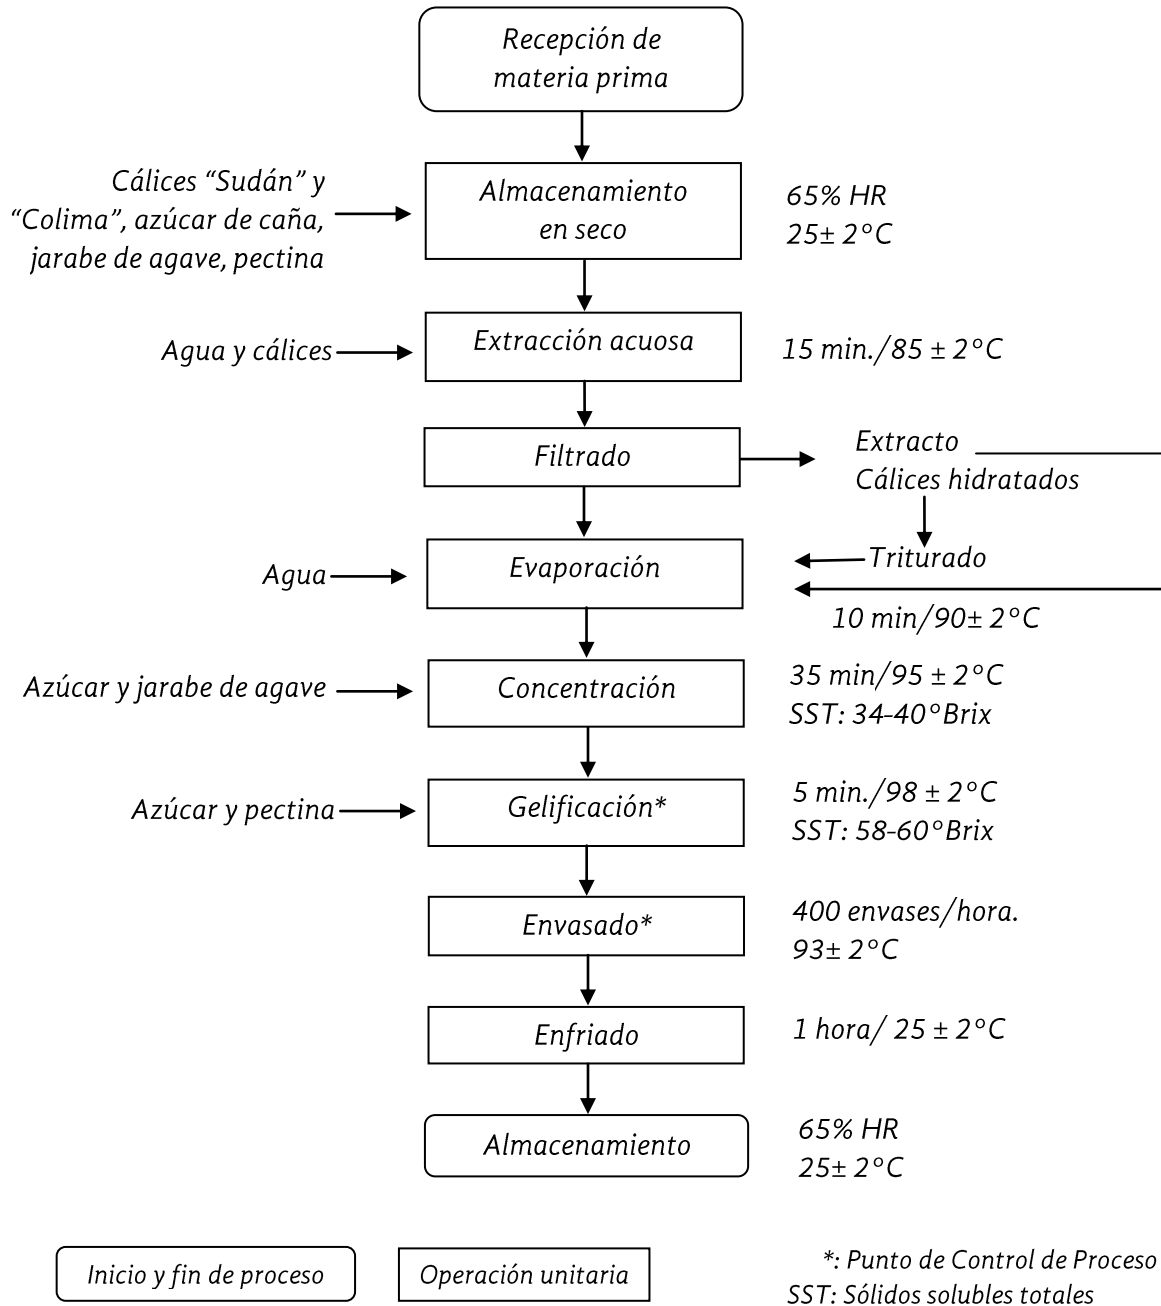 Recepción de
materia prima
Cálices “Sudán” y
“Colima”, azúcar de caña,
jarabe de agave, pectina
Almacenamiento
en seco
65% HR
25± 2°C
Agua y cálices
Extracción acuosa
15 min./85 ± 2°C
Filtrado
Extracto
Cálices hidratados
Triturado
Agua
Evaporación
10 min/90± 2°C
Azúcar y jarabe de agave
Concentración
35 min/95 ± 2°C
SST: 34-40°Brix
Azúcar y pectina
Gelificación*
5 min./98 ± 2°C
SST: 58-60°Brix
Envasado*
400 envases/hora.
93± 2°C
Enfriado
1 hora/ 25 ± 2°C
Almacenamiento
65% HR
25± 2°C
Inicio y fin de proceso
Operación unitaria
*: Punto de Control de Proceso
SST: Sólidos solubles totales